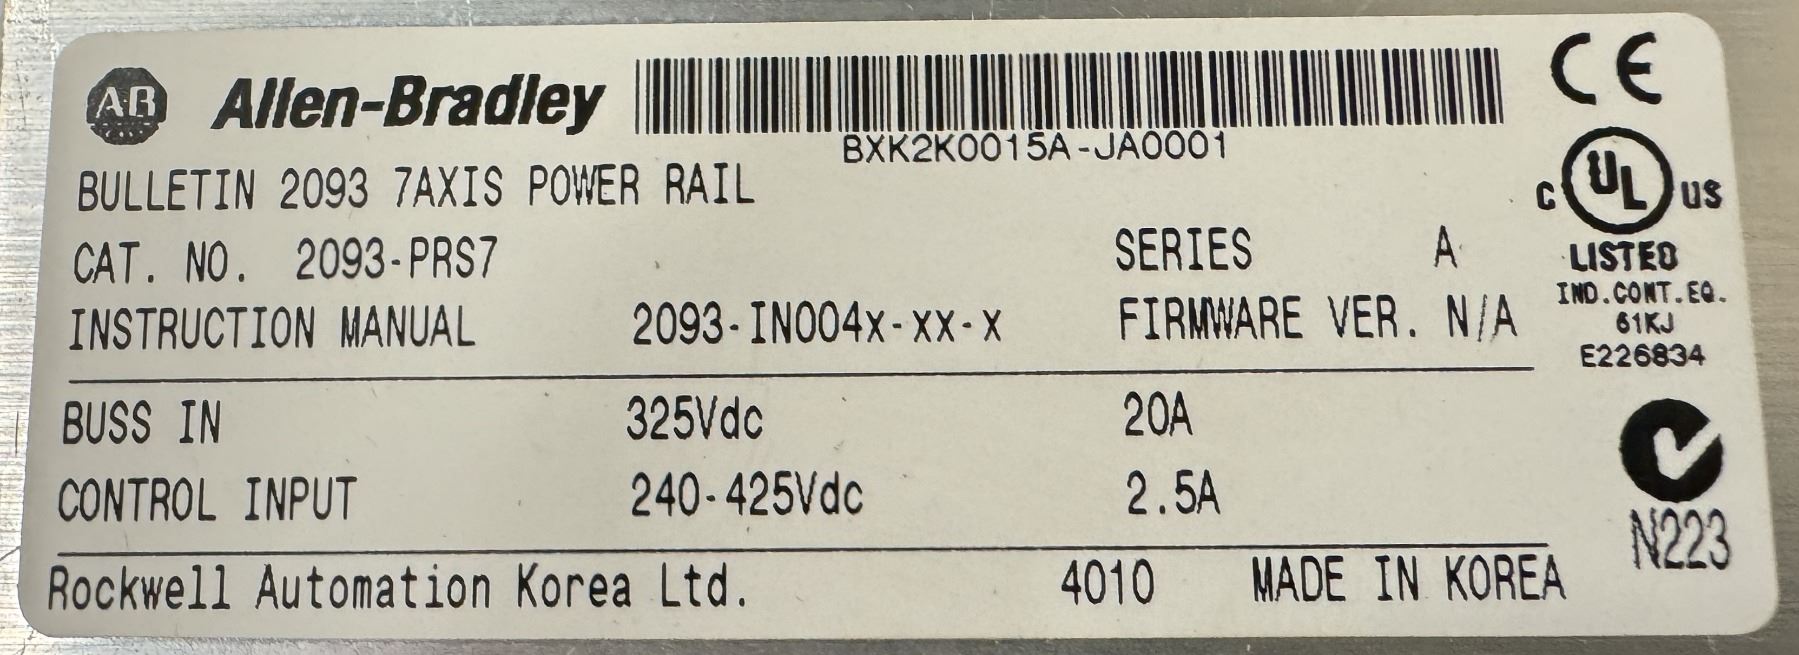 AB Allen-Bradley
BXK2K0015A-JA0001
BULLETIN 2093 7AXIS POWER RAIL
CAT. NO. 2093-PRS7 SERIES A
INSTRUCTION MANUAL 2093-IN004x-xx-x FIRMWARE VER. N/A
BUSS IN 325Vdc 20A
CONTROL INPUT 240-425Vdc 2.5A
Rockwell Automation Korea Ltd. 4010 MADE IN KOREA
CE
C UL US
LISTED
IND.CONT.EQ.
61KJ
E226834
N223